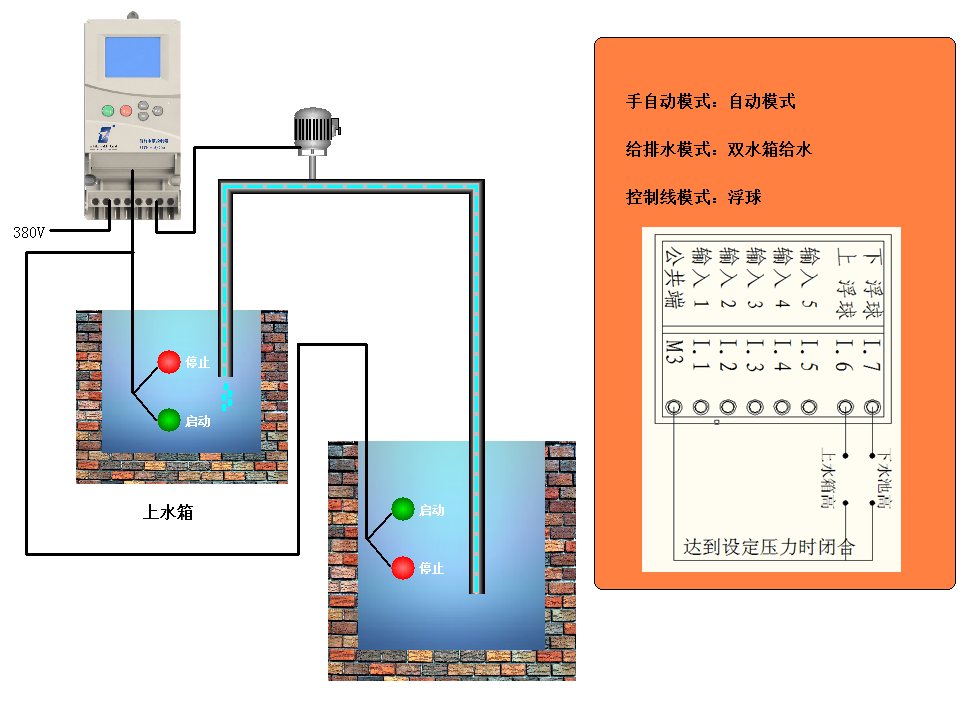 380V
停止
启动
上水箱
启动
停止
手自动模式：自动模式
给排水模式：双水箱给水
控制线模式：浮球
公共端
输入 1
输入 2
输入 3
输入 4
输入 5
上 浮球
下 浮球
M3
I.1
I.2
I.3
I.4
I.5
I.6
I.7
上水箱高
下水池高
达到设定压力时闭合